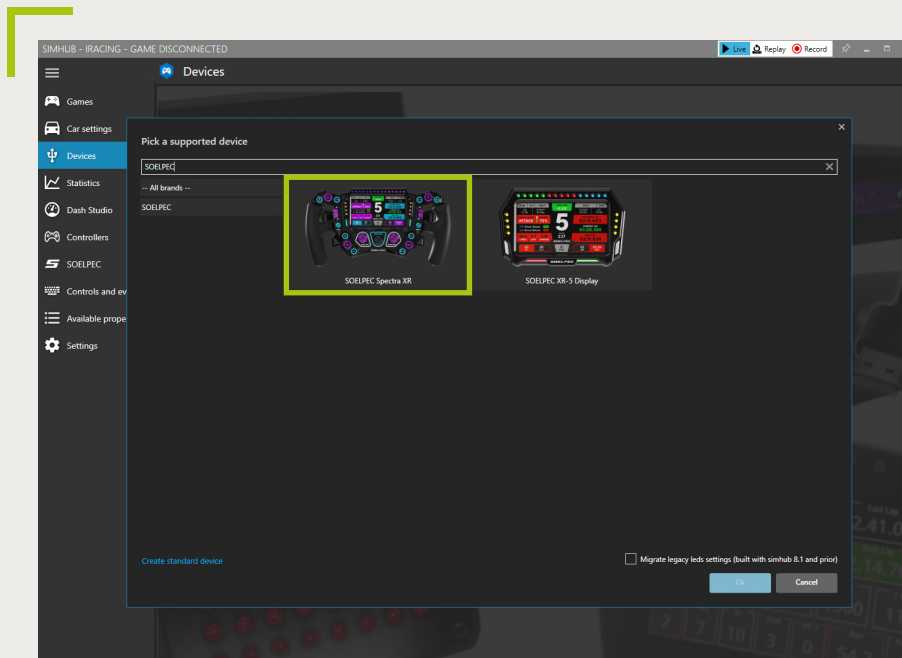 SIMHUB - IRACING - GAME DISCONNECTED
Live Replay Record
Devices
Games
Car settings
Devices
Statistics
Dash Studio
Controllers
SOELPEC
Controls and ev
Available prope
Settings
Pick a supported device
SOELPEC
-- All brands --
SOELPEC
SOELPEC Spectra XR
SOELPEC XR-5 Display
Create standard device
Migrate legacy leds settings (built with simhub 8.1 and prior)
Ok
Cancel